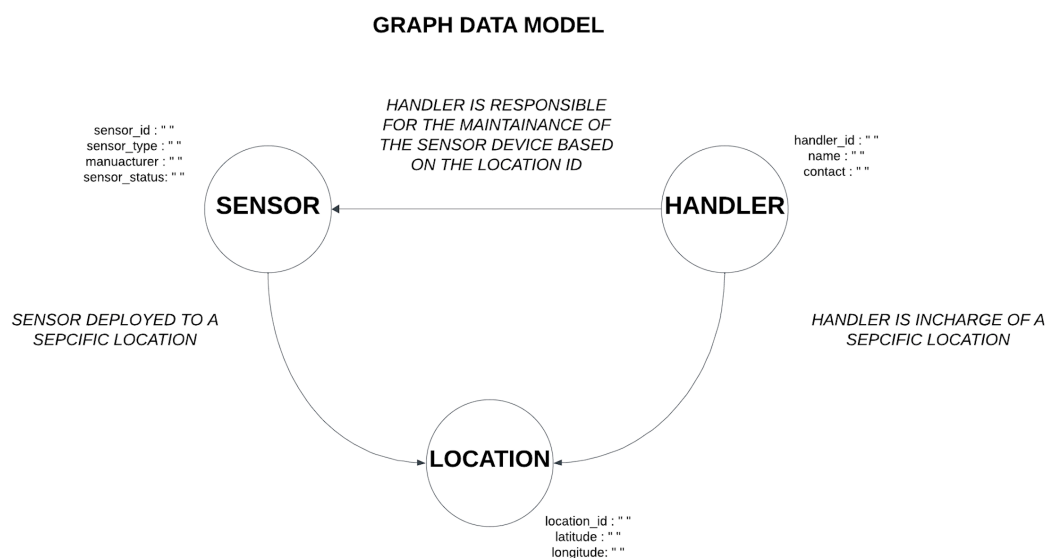 GRAPH DATA MODEL
HANDLER IS RESPONSIBLE
FOR THE MAINTAINANCE OF
THE SENSOR DEVICE BASED
ON THE LOCATION ID
sensor_id : " "
sensor_type : " "
manuacturer : " "
sensor_status: " "
handler_id : " "
name : " "
contact : " "
SENSOR
HANDLER
SENSOR DEPLOYED TO A
SEPCIFIC LOCATION
HANDLER IS INCHARGE OF A
SEPCIFIC LOCATION
LOCATION
location_id : " "
latitude : " "
longitude: " "